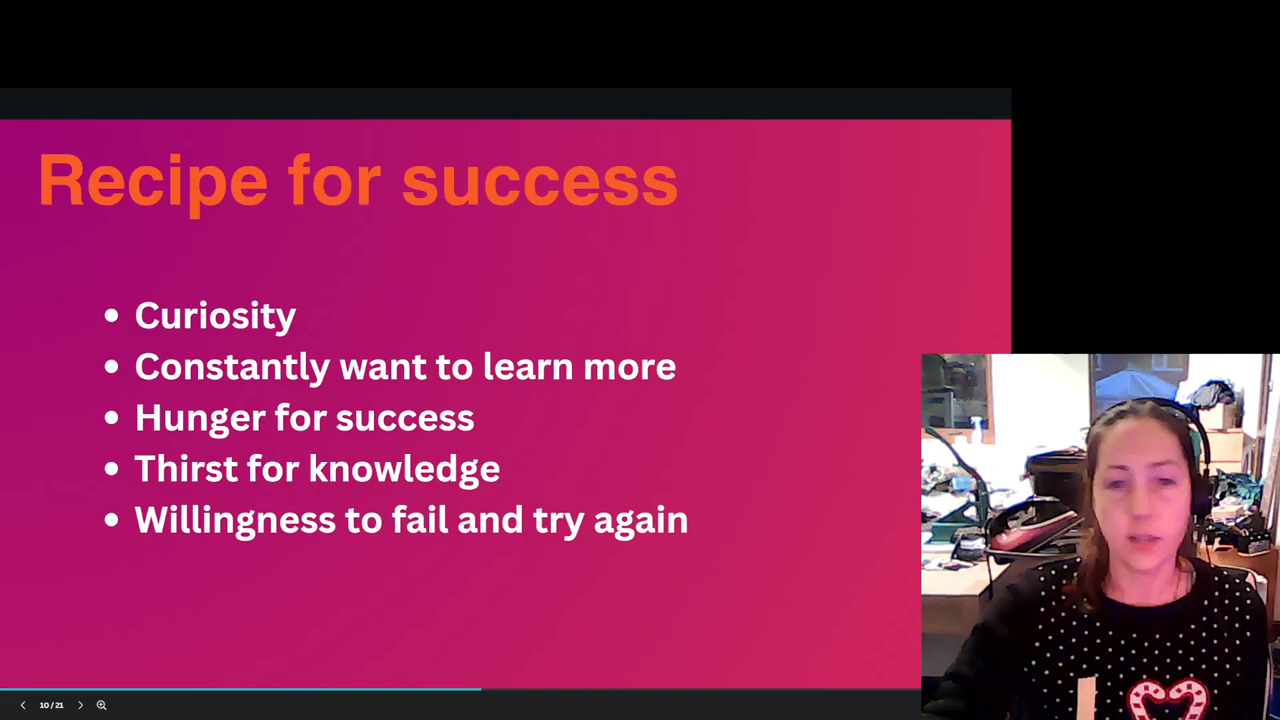 Recipe for success
• Curiosity
• Constantly want to learn more
• Hunger for success
• Thirst for knowledge
• Willingness to fail and try again
10 / 21